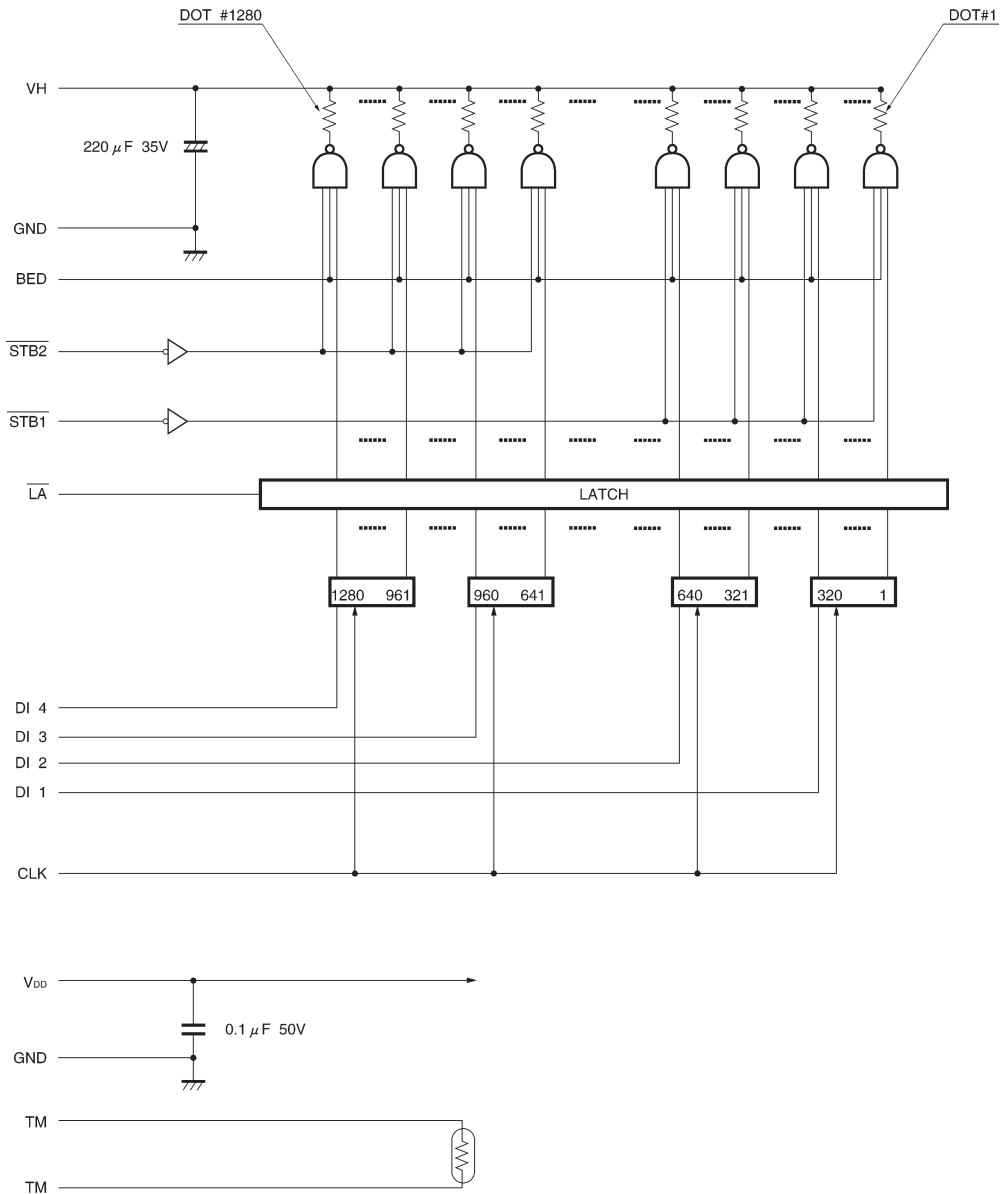 DOT #1280
DOT#1
VH
220 μF 35V
GND
BED
STB2
STB1
LA
LATCH
1280 961
960 641
640 321
320 1
DI 4
DI 3
DI 2
DI 1
CLK
VDD
0.1 μF 50V
GND
TM
TM